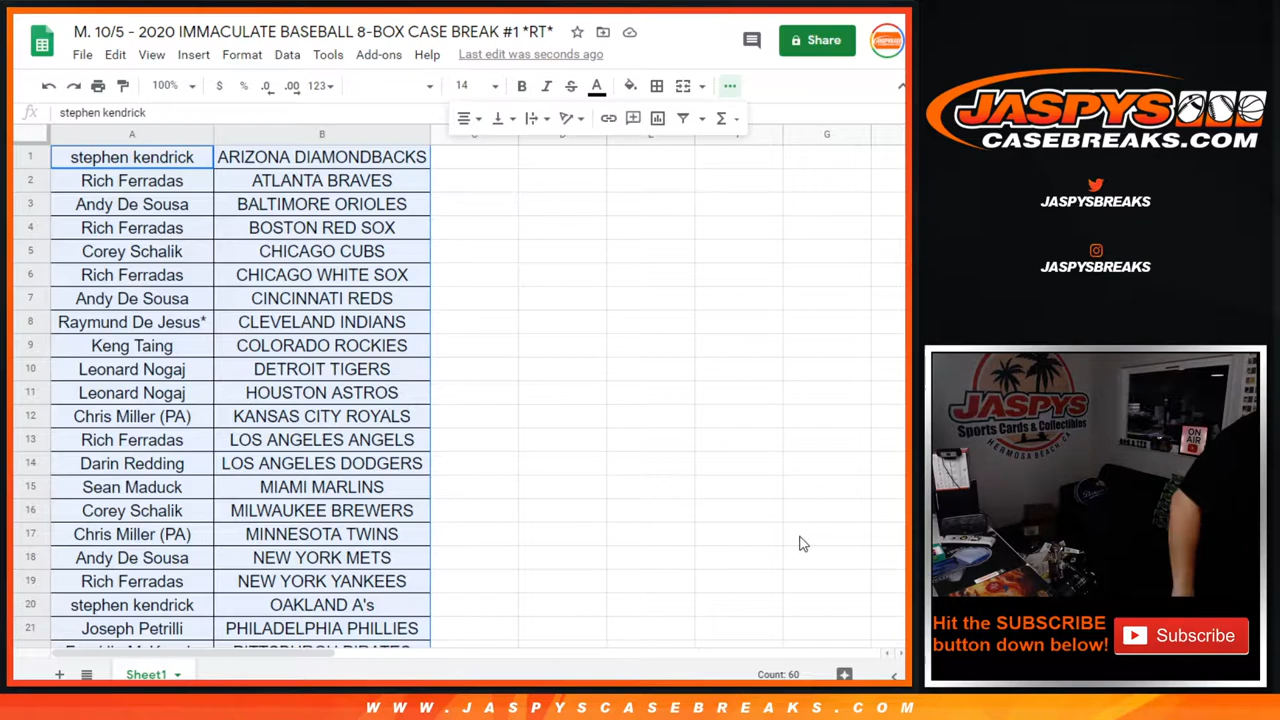 M. 10/5 - 2020 IMMACULATE BASEBALL 8-BOX CASE BREAK #1 *RT*
File Edit View Insert Format Data Tools Add-ons Help Last edit was seconds ago
Share
100% $ % .0 .00 123 14 B I S A
fx stephen kendrick
A B G
1 stephen kendrick ARIZONA DIAMONDBACKS
2 Rich Ferradas ATLANTA BRAVES
3 Andy De Sousa BALTIMORE ORIOLES
4 Rich Ferradas BOSTON RED SOX
5 Corey Schalik CHICAGO CUBS
6 Rich Ferradas CHICAGO WHITE SOX
7 Andy De Sousa CINCINNATI REDS
8 Raymund De Jesus* CLEVELAND INDIANS
9 Keng Taing COLORADO ROCKIES
10 Leonard Nogaj DETROIT TIGERS
11 Leonard Nogaj HOUSTON ASTROS
12 Chris Miller (PA) KANSAS CITY ROYALS
13 Rich Ferradas LOS ANGELES ANGELS
14 Darin Redding LOS ANGELES DODGERS
15 Sean Maduck MIAMI MARLINS
16 Corey Schalik MILWAUKEE BREWERS
17 Chris Miller (PA) MINNESOTA TWINS
18 Andy De Sousa NEW YORK METS
19 Rich Ferradas NEW YORK YANKEES
20 stephen kendrick OAKLAND A's
21 Joseph Petrilli PHILADELPHIA PHILLIES
PITTSBURGH PIRATES
Sheet1
Count: 60
JASPYS
CASEBREAKS.COM
JASPYSBREAKS
JASPYSBREAKS
JASPYS
Sports Cards & Collectibles
HERMOSA BEACH, CA
ON
AIR
Hit the SUBSCRIBE
button down below!
Subscribe
WWW.JASPYSCASEBREAKS.COM